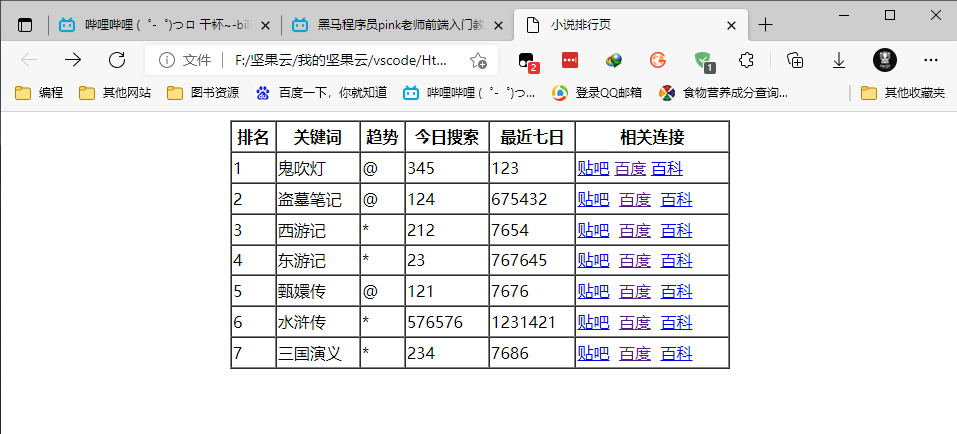 哔哩哔哩 ( ゜- ゜)つロ 干杯~-bili
黑马程序员pink老师前端入门教
小说排行页
文件 F:/坚果云/我的坚果云/vscode/Ht...
2
1
编程 其他网站 图书资源 百度一下，你就知道 哔哩哔哩 ( ゜- ゜)つ... 登录QQ邮箱 食物营养成分查询... 其他收藏夹
排名 关键词 趋势 今日搜索 最近七日 相关连接
1 鬼吹灯 @ 345 123 贴吧 百度 百科
2 盗墓笔记 @ 124 675432 贴吧 百度 百科
3 西游记 * 212 7654 贴吧 百度 百科
4 东游记 * 23 767645 贴吧 百度 百科
5 甄嬛传 @ 121 7676 贴吧 百度 百科
6 水浒传 * 576576 1231421 贴吧 百度 百科
7 三国演义 * 234 7686 贴吧 百度 百科